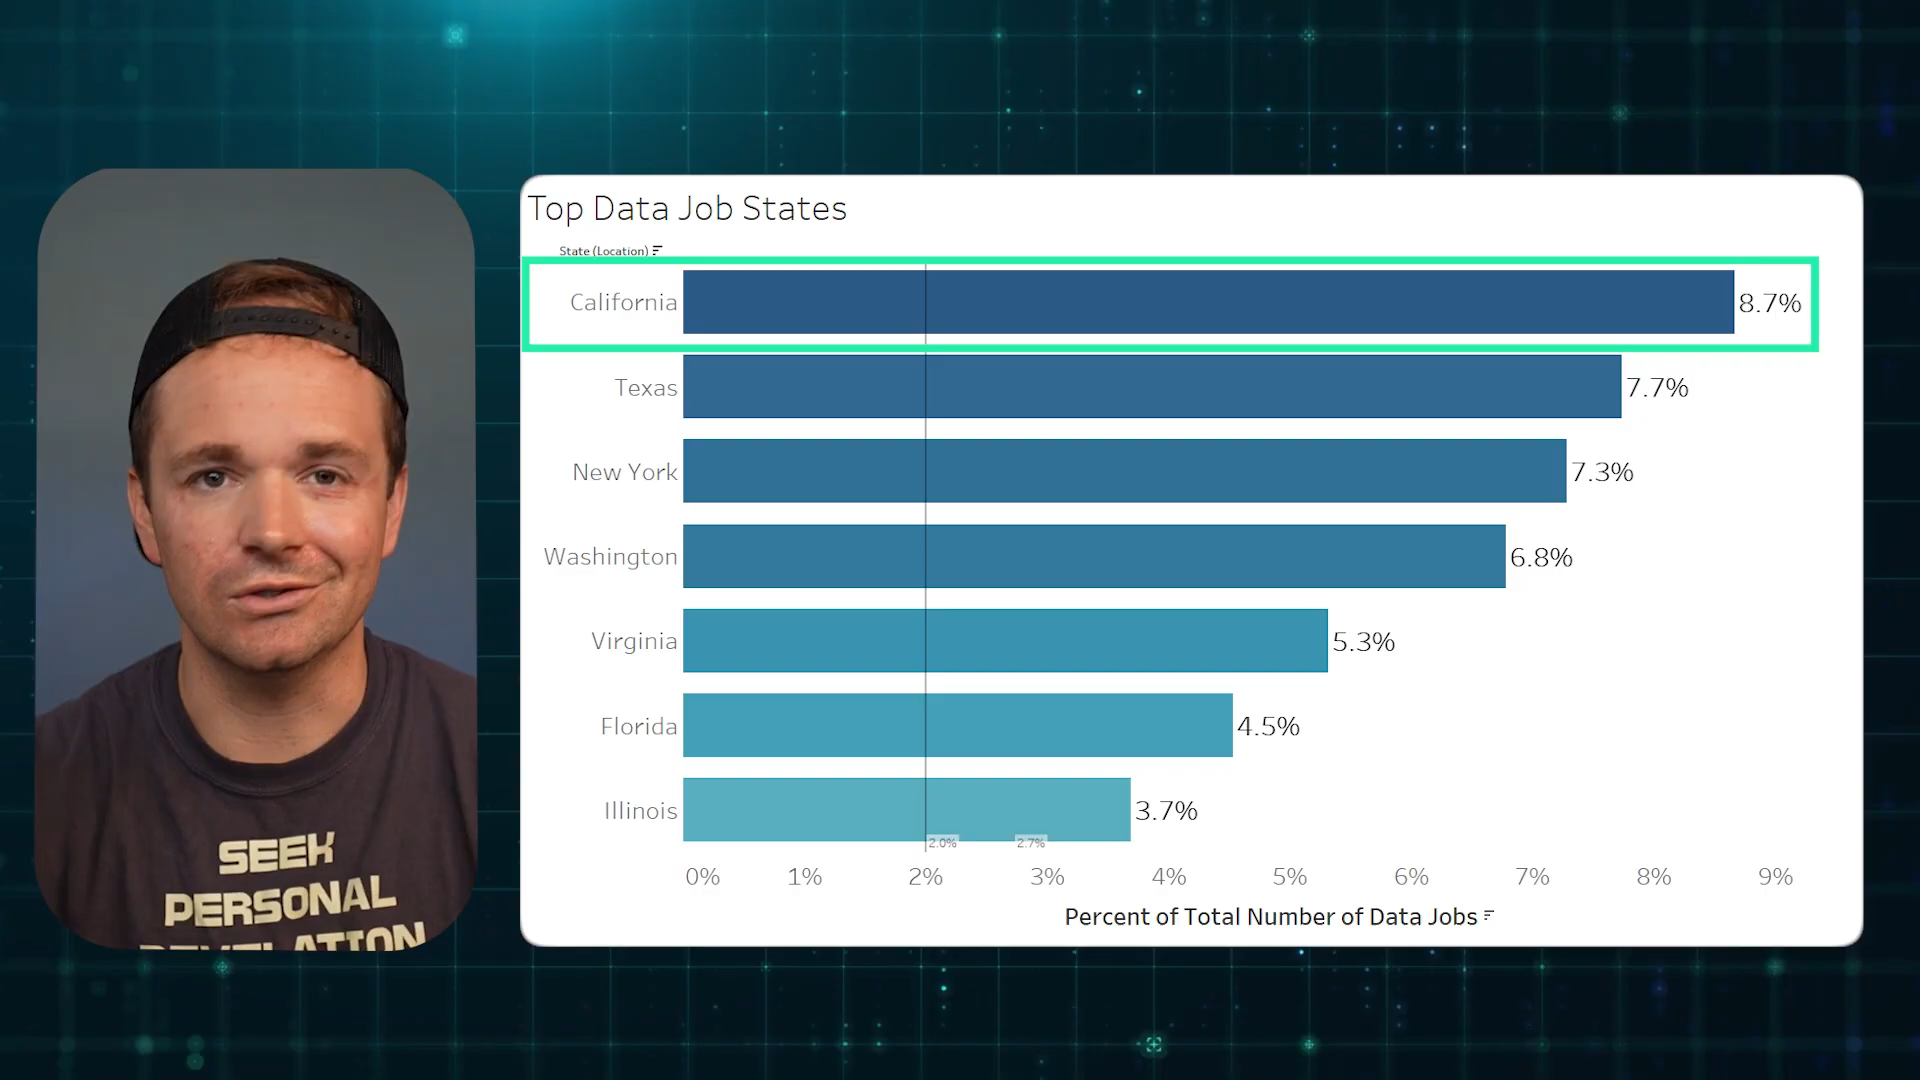 Top Data Job States
State (Location)
California 8.7%
Texas 7.7%
New York 7.3%
Washington 6.8%
Virginia 5.3%
Florida 4.5%
Illinois 3.7%
2.0% 2.7%
0% 1% 2% 3% 4% 5% 6% 7% 8% 9%
Percent of Total Number of Data Jobs
SEEK
PERSONAL
REVELATION